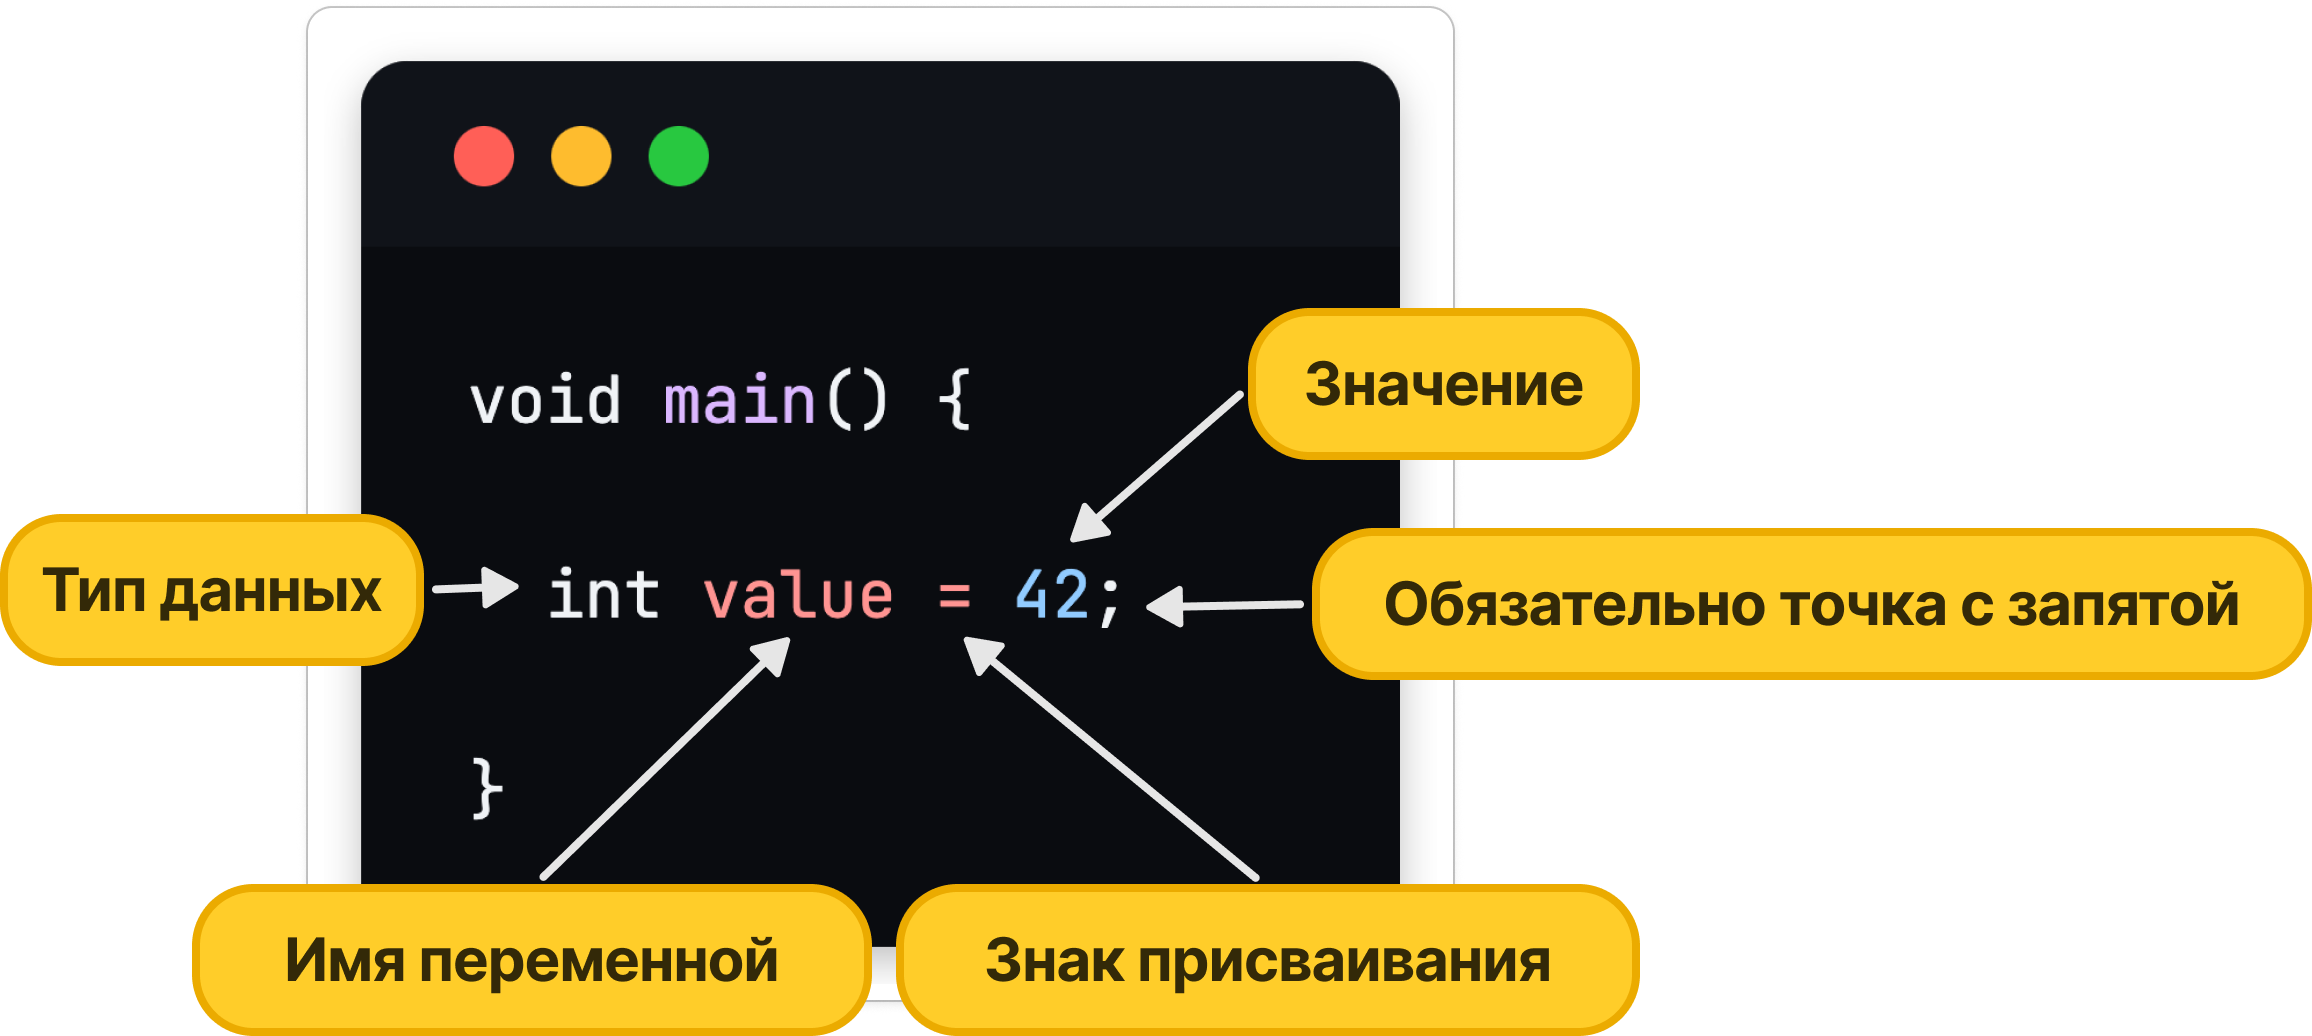 void main() {
Значение
Тип данных
int value = 42;
Обязательно точка с запятой
}
Имя переменной
Знак присваивания